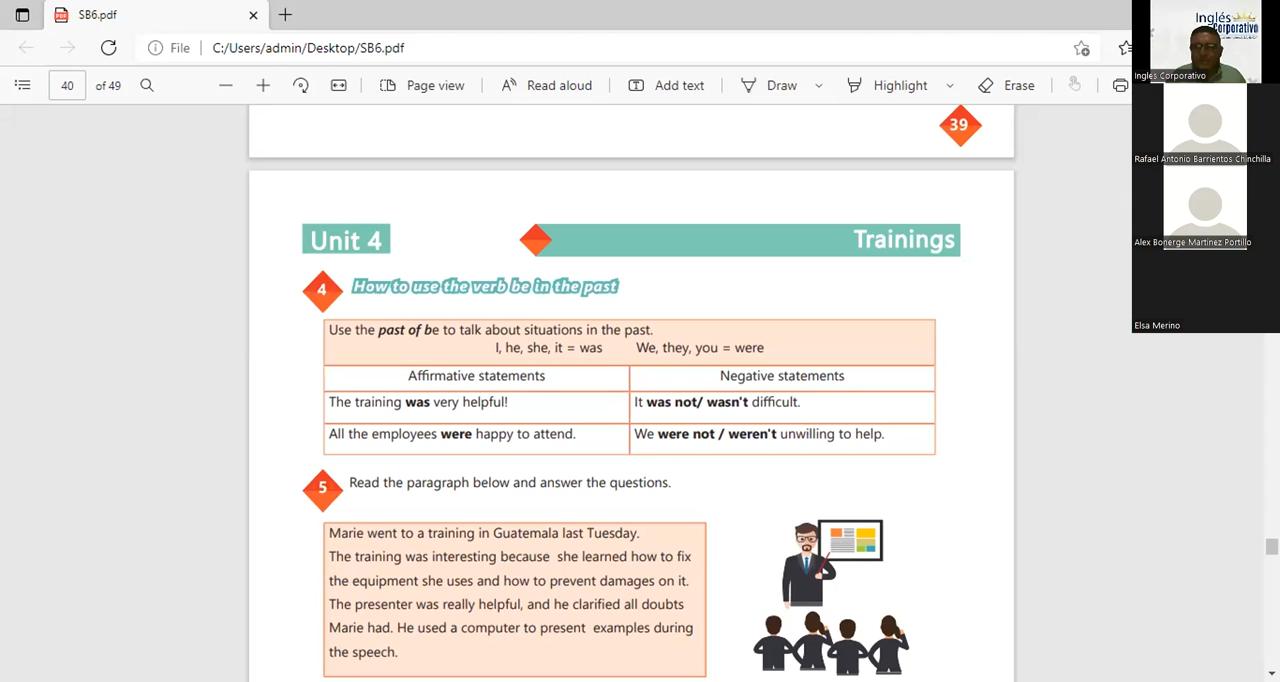 SB6.pdf
File
C:/Users/admin/Desktop/SB6.pdf
40 of 49
Page view
Read aloud
Add text
Draw
Highlight
Erase
39
Unit 4
Trainings
4
How to use the verb be in the past
Use the past of be to talk about situations in the past.
I, he, she, it = was We, they, you = were
Affirmative statements
Negative statements
The training was very helpful!
It was not/ wasn't difficult.
All the employees were happy to attend.
We were not / weren't unwilling to help.
5
Read the paragraph below and answer the questions.
Marie went to a training in Guatemala last Tuesday.
The training was interesting because she learned how to fix
the equipment she uses and how to prevent damages on it.
The presenter was really helpful, and he clarified all doubts
Marie had. He used a computer to present examples during
the speech.
Inglés
Corporativo
Ingles Corporativo
Rafael Antonio Barrientos Chinchilla
Alex Bonerge Martinez Portillo
Elsa Merino